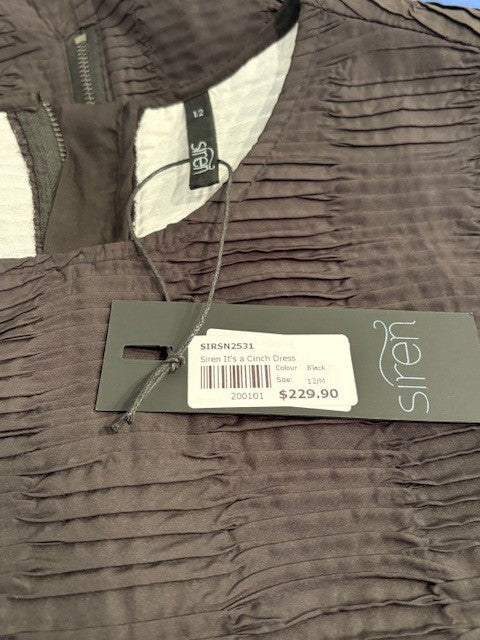 12
siren
SIRSN2531
Siren It's a Cinch Dress
Colour Black
Size: 12/M
200101 $229.90
siren